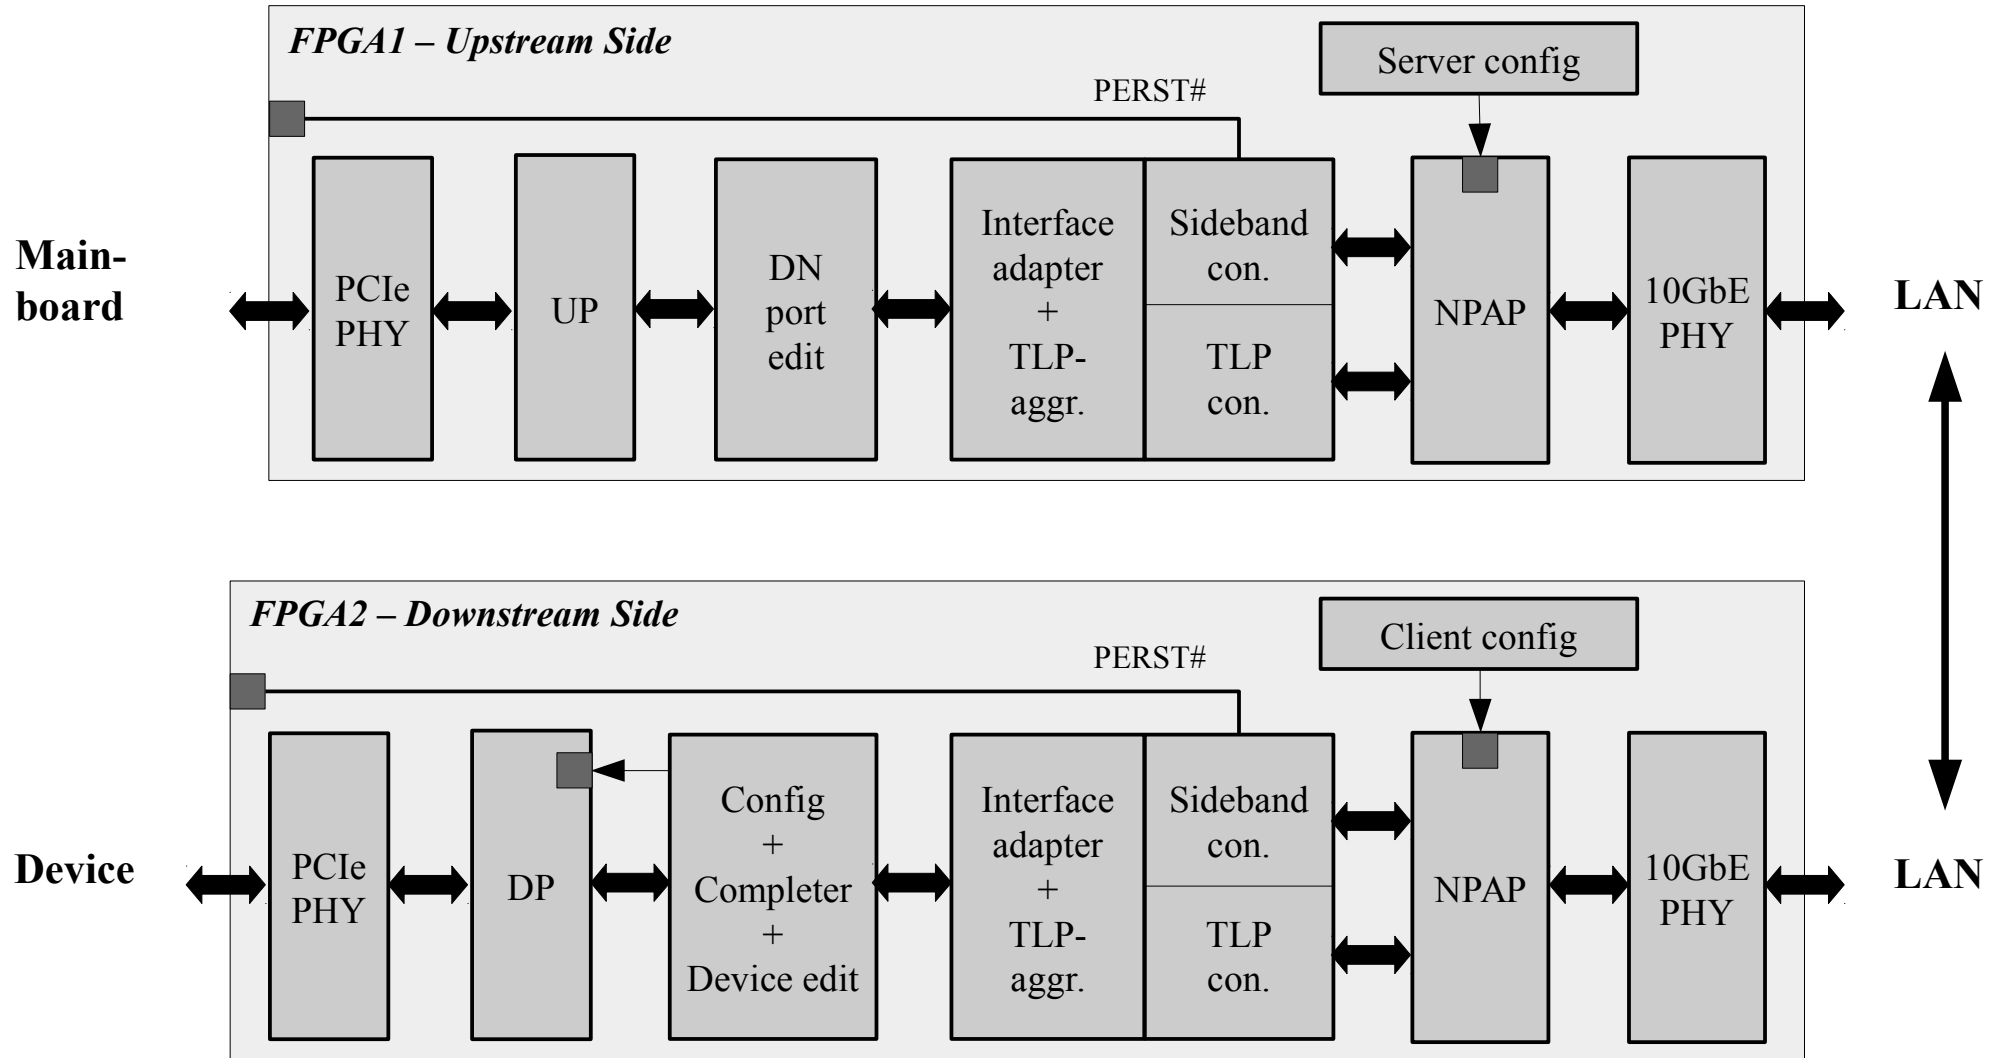 FPGA1 – Upstream Side
Server config
PERST#
Main-
board
PCIe
PHY
UP
DN
port
edit
Interface
adapter
+
TLP-
aggr.
Sideband
con.
TLP
con.
NPAP
10GbE
PHY
LAN
FPGA2 – Downstream Side
Client config
PERST#
Device
PCIe
PHY
DP
Config
+
Completer
+
Device edit
Interface
adapter
+
TLP-
aggr.
Sideband
con.
TLP
con.
NPAP
10GbE
PHY
LAN